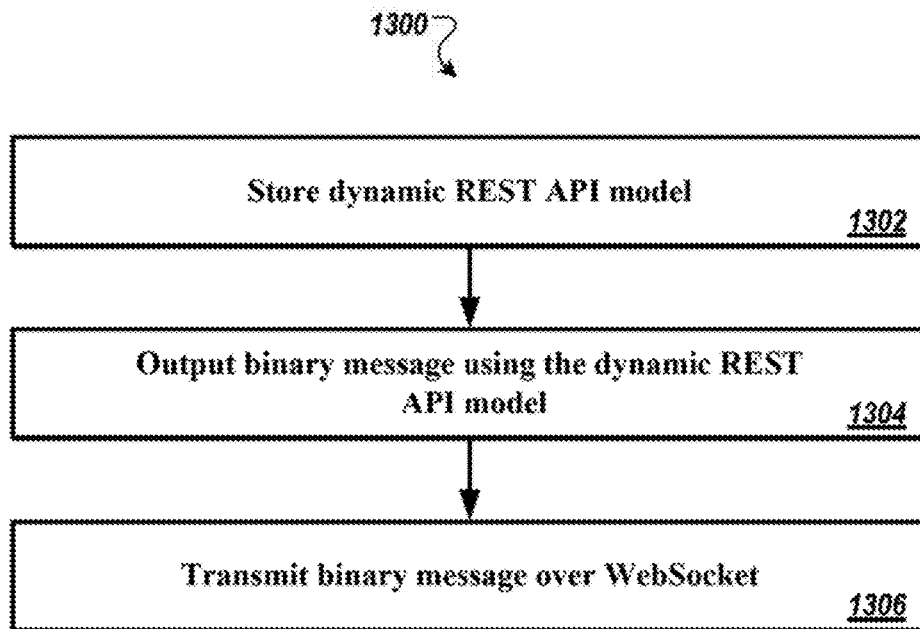 1300
Store dynamic REST API model
1302
Output binary message using the dynamic REST
API model
1304
Transmit binary message over WebSocket
1306